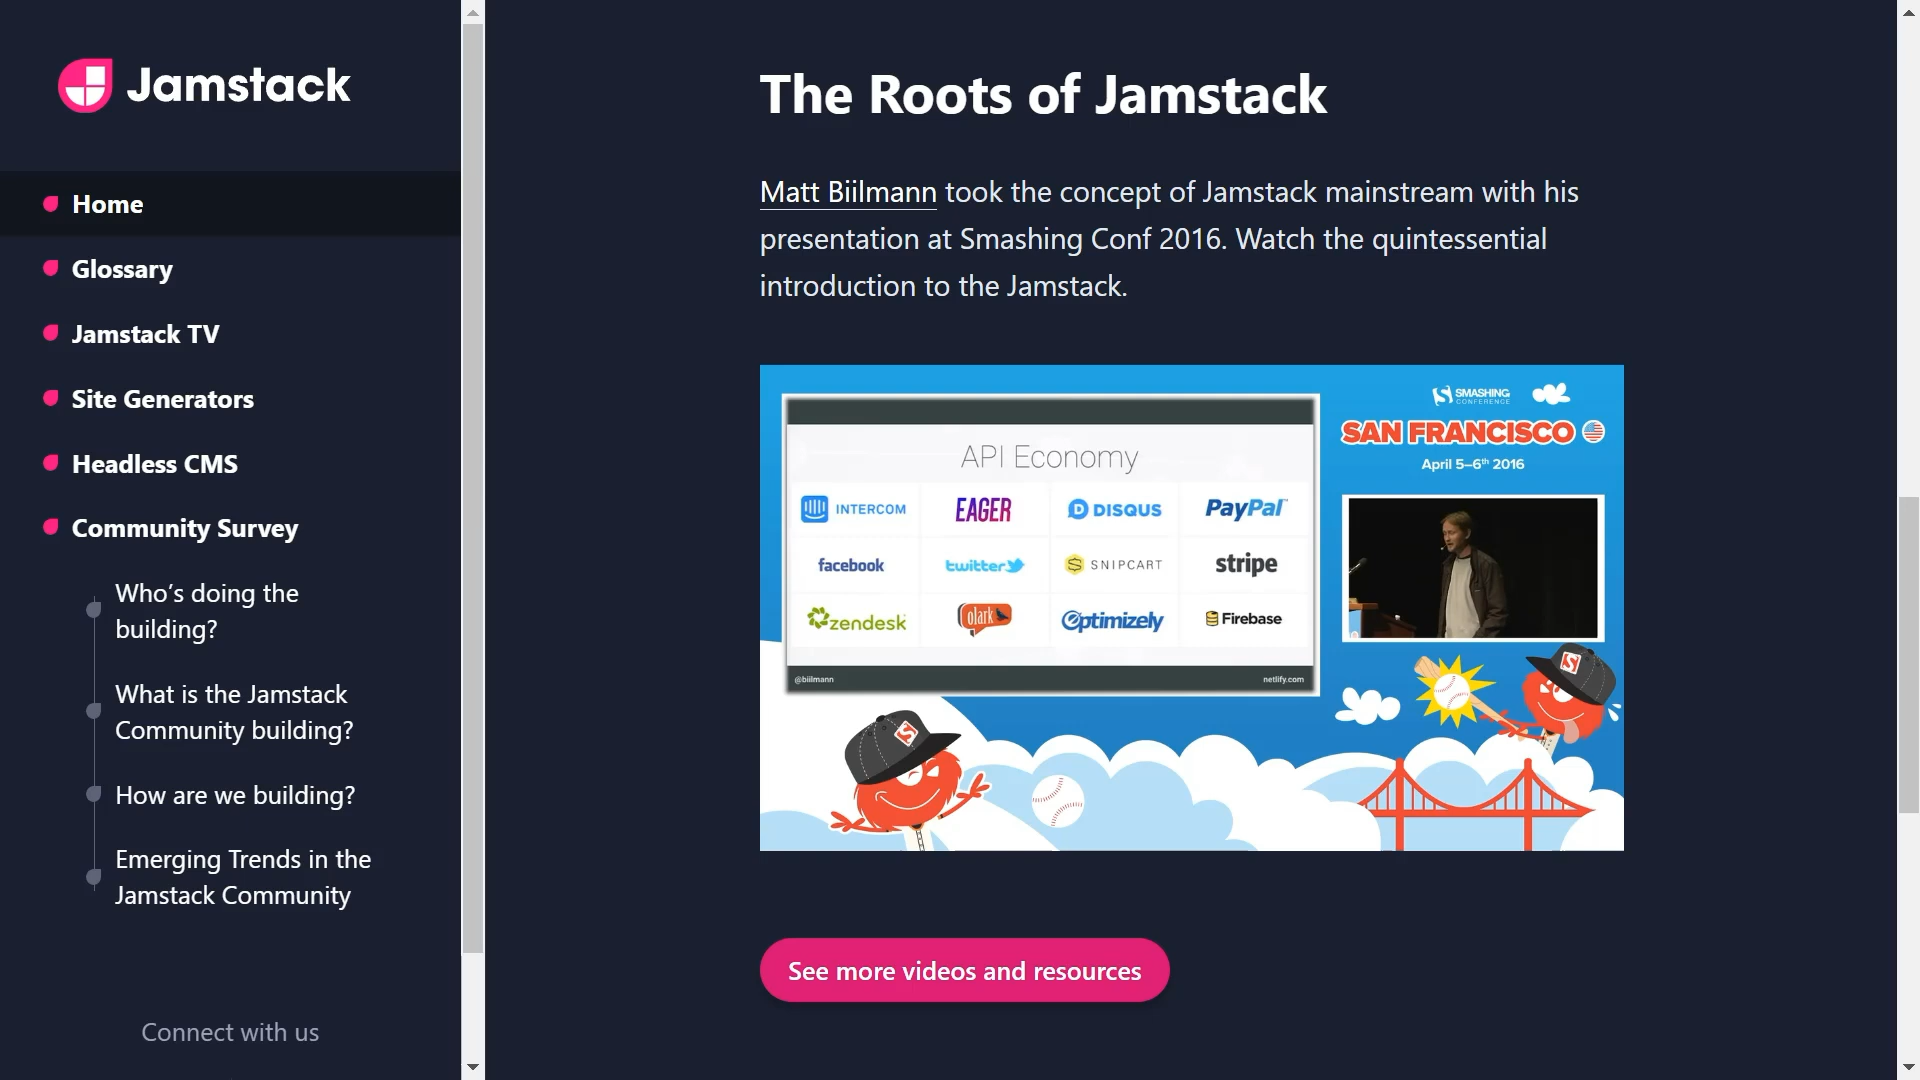 Jamstack
Home
Glossary
Jamstack TV
Site Generators
Headless CMS
Community Survey
Who’s doing the
building?
What is the Jamstack
Community building?
How are we building?
Emerging Trends in the
Jamstack Community
Connect with us
The Roots of Jamstack
Matt Biilmann took the concept of Jamstack mainstream with his
presentation at Smashing Conf 2016. Watch the quintessential
introduction to the Jamstack.
API Economy
INTERCOM
EAGER
DISQUS
PayPal
facebook
twitter
SNIPCART
stripe
zendesk
olark
Optimizely
Firebase
@biilmann
netlify.com
SMASHING
CONFERENCE
SAN FRANCISCO
April 5–6th 2016
See more videos and resources